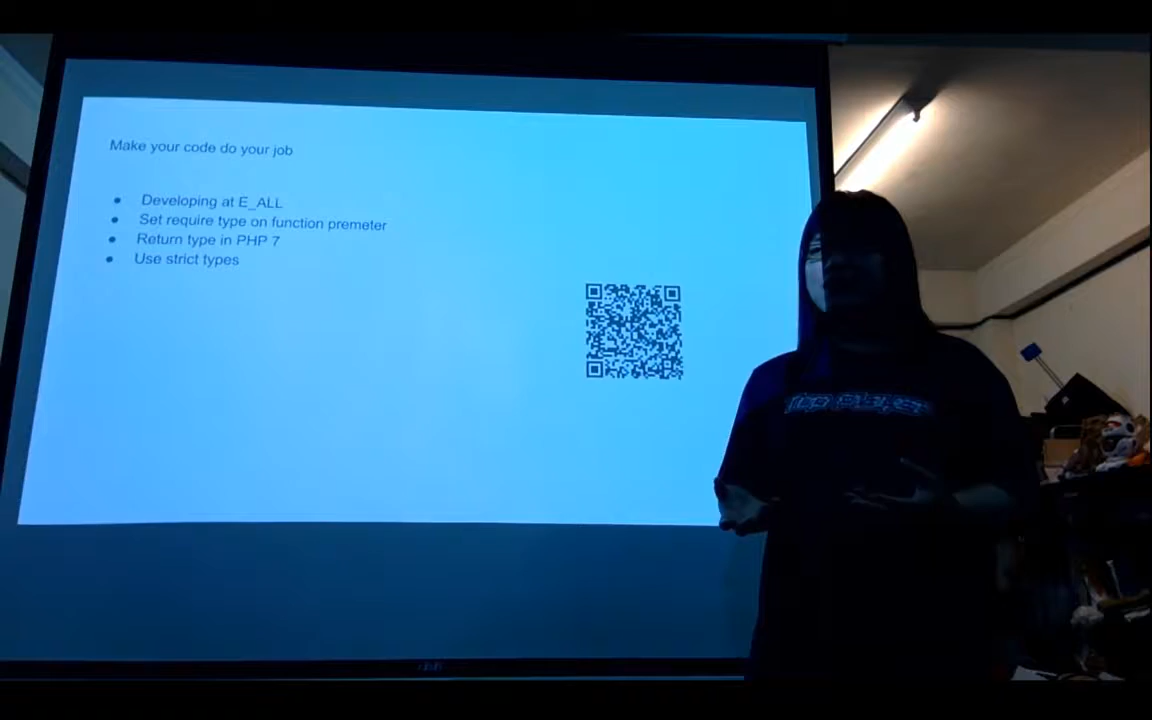 Make your code do your job
● Developing at E_ALL
● Set require type on function premeter
● Return type in PHP 7
● Use strict types